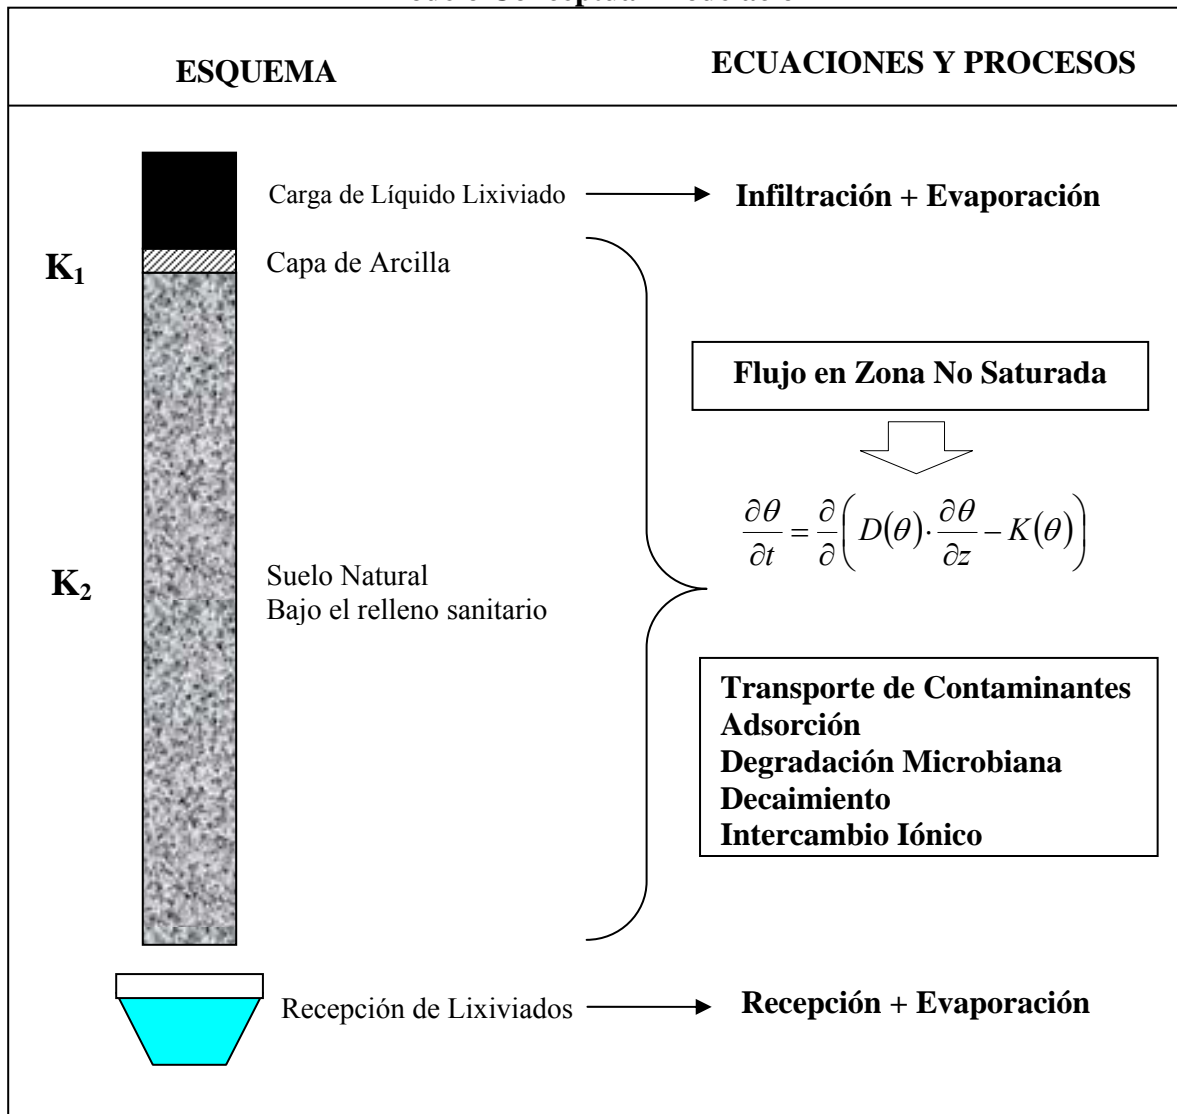 ESQUEMA
ECUACIONES Y PROCESOS
Carga de Líquido Lixiviado
Infiltración + Evaporación
K₁
Capa de Arcilla
Flujo en Zona No Saturada
∂θ/∂t = ∂/∂ ( D(θ) · ∂θ/∂z − K(θ) )
K₂
Suelo Natural
Bajo el relleno sanitario
Transporte de Contaminantes
Adsorción
Degradación Microbiana
Decaimiento
Intercambio Iónico
Recepción de Lixiviados
Recepción + Evaporación